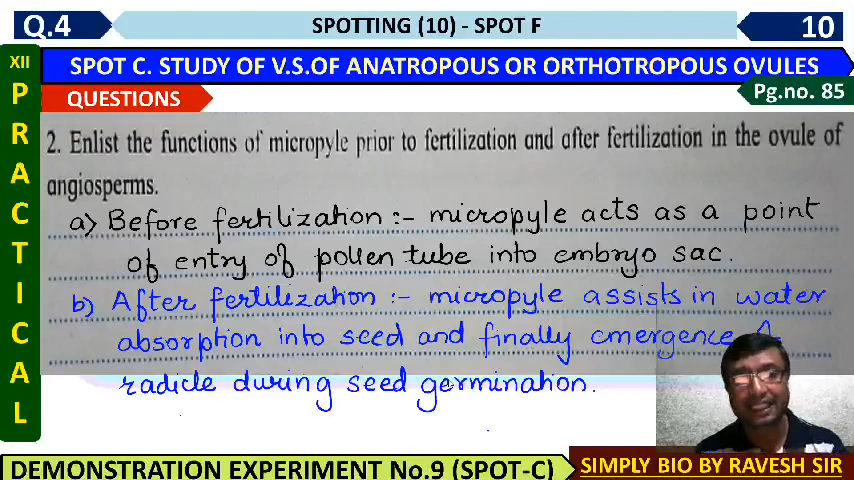 Q.4
SPOTTING (10) - SPOT F
10
XII
PRACTICAL
SPOT C. STUDY OF V.S.OF ANATROPOUS OR ORTHOTROPOUS OVULES
QUESTIONS
Pg.no. 85
2. Enlist the functions of micropyle prior to fertilization and after fertilization in the ovule of
angiosperms.
a) Before fertilization :- micropyle acts as a point
of entry of pollen tube into embryo sac.
b) After fertilization :- micropyle assists in water
absorption into seed and finally emergence
radicle during seed germination.
DEMONSTRATION EXPERIMENT No.9 (SPOT-C)
SIMPLY BIO BY RAVESH SIR